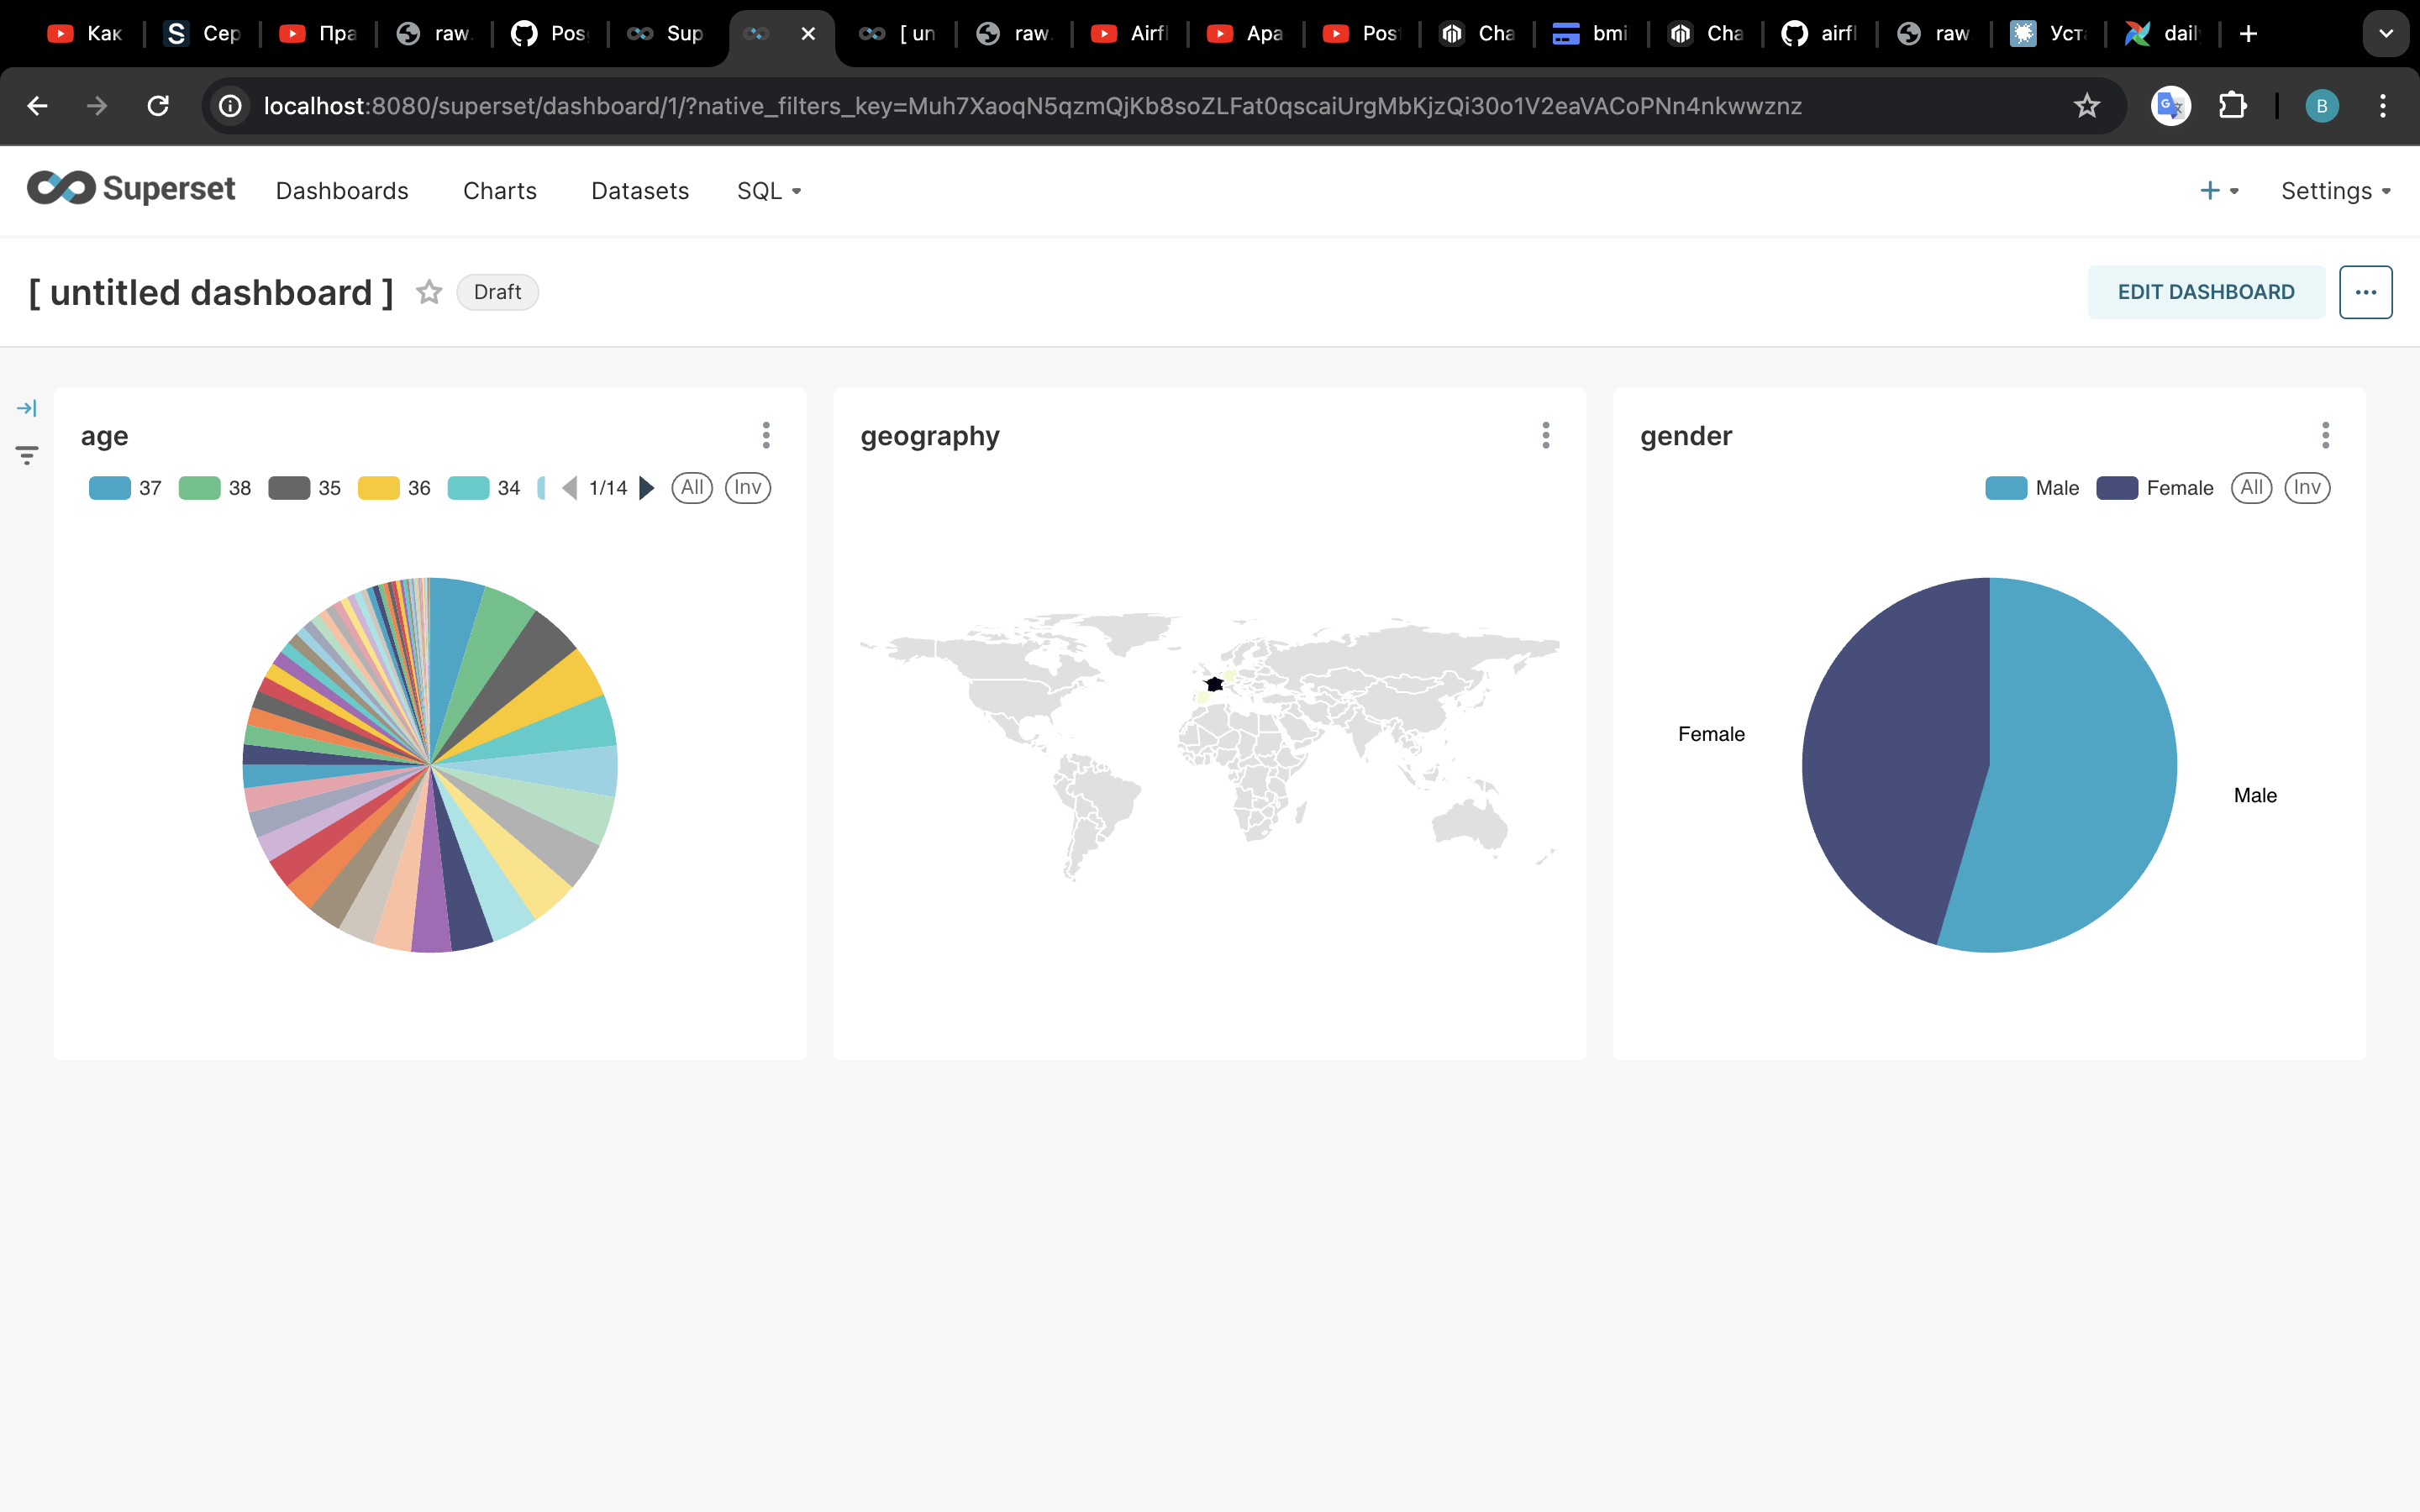 Как
S Сер
Пра
raw.
Pos
Sup
[ un
raw.
Airfl
Apa
Pos
Cha
bmi
Cha
airfl
raw
Уст
dail
localhost:8080/superset/dashboard/1/?native_filters_key=Muh7XaoqN5qzmQjKb8soZLFat0qscaiUrgMbKjzQi30o1V2eaVACoPNn4nkwwznz
B
Superset Dashboards Charts Datasets SQL + Settings
[ untitled dashboard ] Draft EDIT DASHBOARD ...
age
37 38 35 36 34 1/14 All Inv
geography
gender
Male Female All Inv
Female
Male